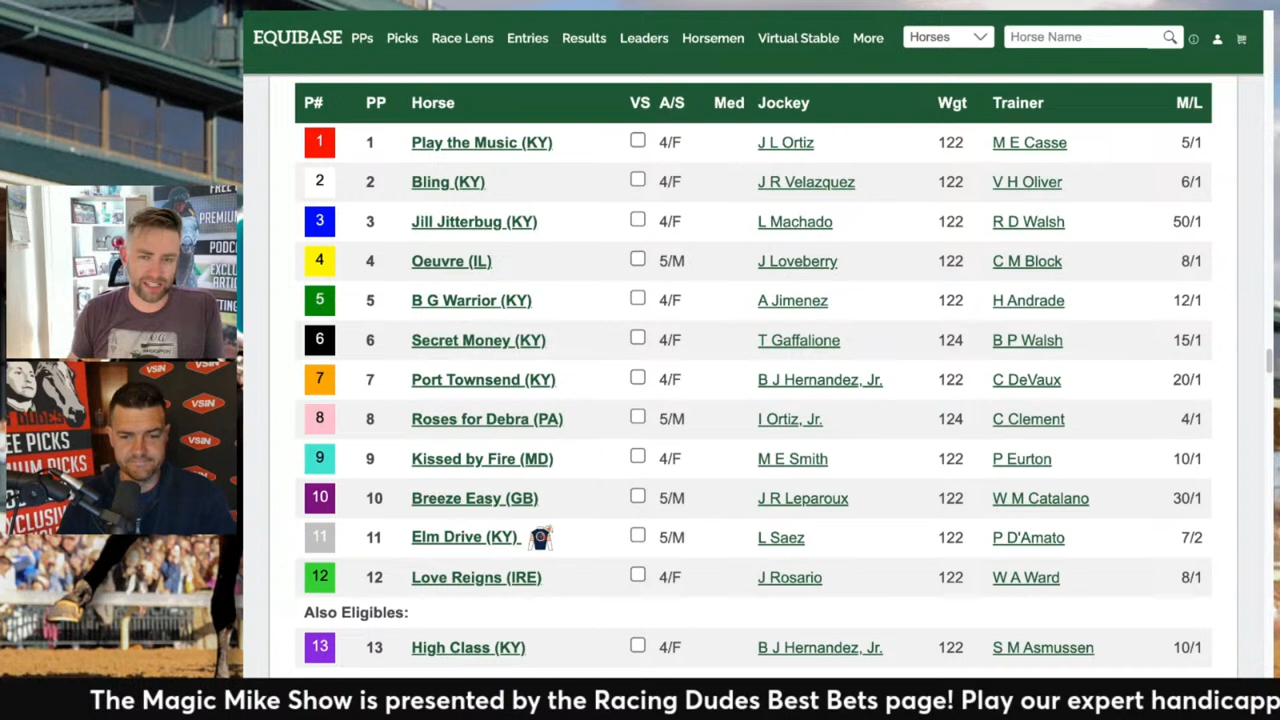 EQUIBASE PPs Picks Race Lens Entries Results Leaders Horsemen Virtual Stable More Horses Horse Name
P# PP Horse VS A/S Med Jockey Wgt Trainer M/L
1 1 Play the Music (KY) 4/F J L Ortiz 122 M E Casse 5/1
2 2 Bling (KY) 4/F J R Velazquez 122 V H Oliver 6/1
3 3 Jill Jitterbug (KY) 4/F L Machado 122 R D Walsh 50/1
4 4 Oeuvre (IL) 5/M J Loveberry 122 C M Block 8/1
5 5 B G Warrior (KY) 4/F A Jimenez 122 H Andrade 12/1
6 6 Secret Money (KY) 4/F T Gaffalione 124 B P Walsh 15/1
7 7 Port Townsend (KY) 4/F B J Hernandez, Jr. 122 C DeVaux 20/1
8 8 Roses for Debra (PA) 5/M I Ortiz, Jr. 124 C Clement 4/1
9 9 Kissed by Fire (MD) 4/F M E Smith 122 P Eurton 10/1
10 10 Breeze Easy (GB) 5/M J R Leparoux 122 W M Catalano 30/1
11 11 Elm Drive (KY) 5/M L Saez 122 P D'Amato 7/2
12 12 Love Reigns (IRE) 4/F J Rosario 122 W A Ward 8/1
Also Eligibles:
13 13 High Class (KY) 4/F B J Hernandez, Jr. 122 S M Asmussen 10/1
PREMIUM
VSiN
VSiN
VSiN
PICKS
PICKS
The Magic Mike Show is presented by the Racing Dudes Best Bets page! Play our expert handicapp